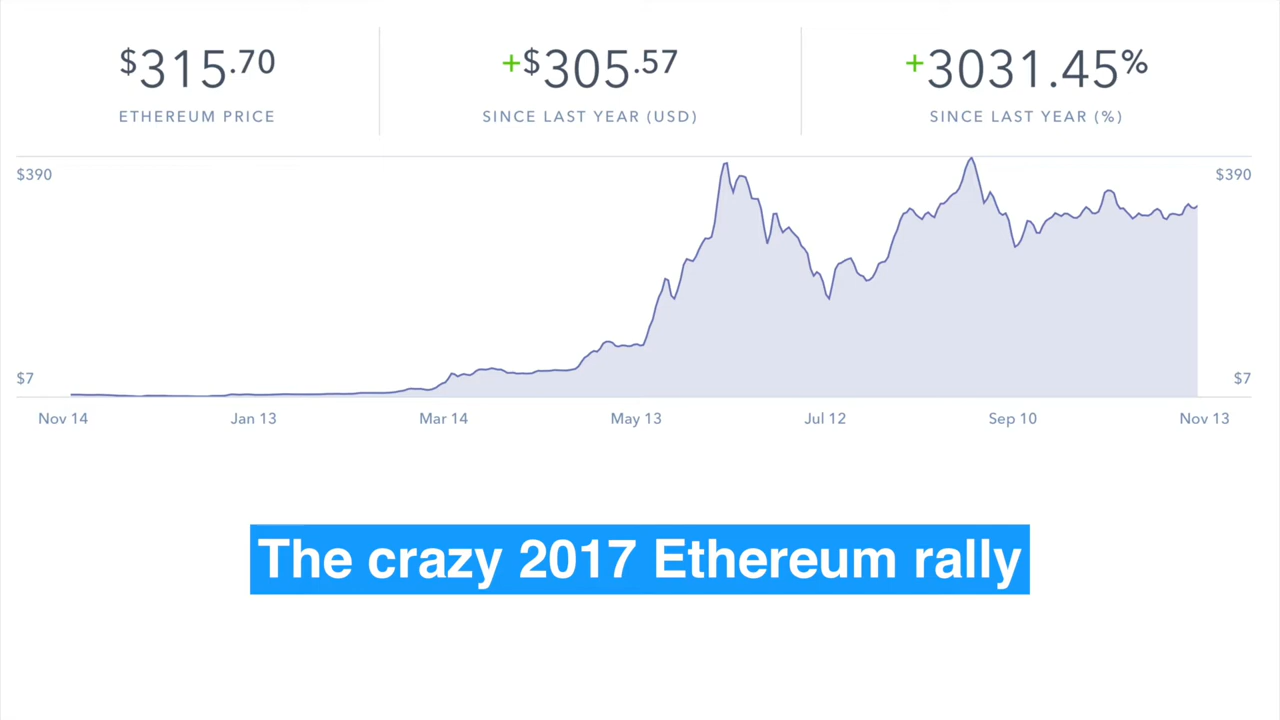 $315.70
ETHEREUM PRICE
+$305.57
SINCE LAST YEAR (USD)
+3031.45%
SINCE LAST YEAR (%)
$390
$390
$7
$7
Nov 14
Jan 13
Mar 14
May 13
Jul 12
Sep 10
Nov 13
The crazy 2017 Ethereum rally